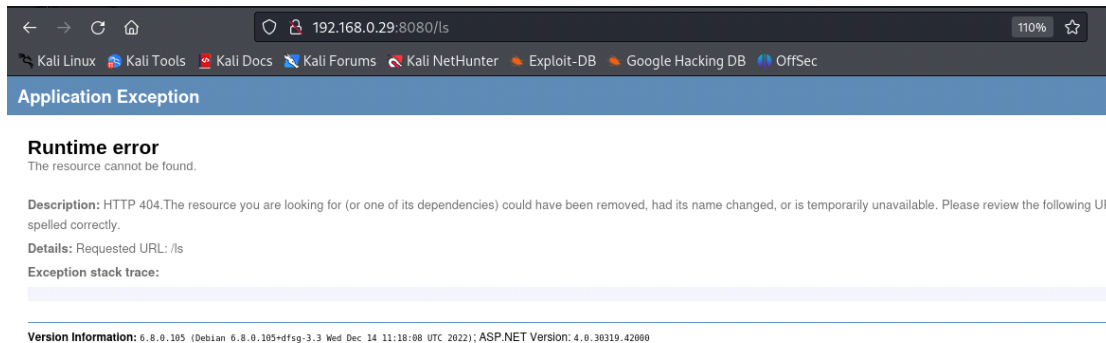 192.168.0.29:8080/ls
110%
Kali Linux Kali Tools Kali Docs Kali Forums Kali NetHunter Exploit-DB Google Hacking DB OffSec
Application Exception
Runtime error
The resource cannot be found.
Description: HTTP 404.The resource you are looking for (or one of its dependencies) could have been removed, had its name changed, or is temporarily unavailable. Please review the following
spelled correctly.
Details: Requested URL: /ls
Exception stack trace:
Version Information: 6.8.0.105 (Debian 6.8.0.105+dfsg-3.3 Wed Dec 14 11:18:08 UTC 2022); ASP.NET Version: 4.0.30319.42000